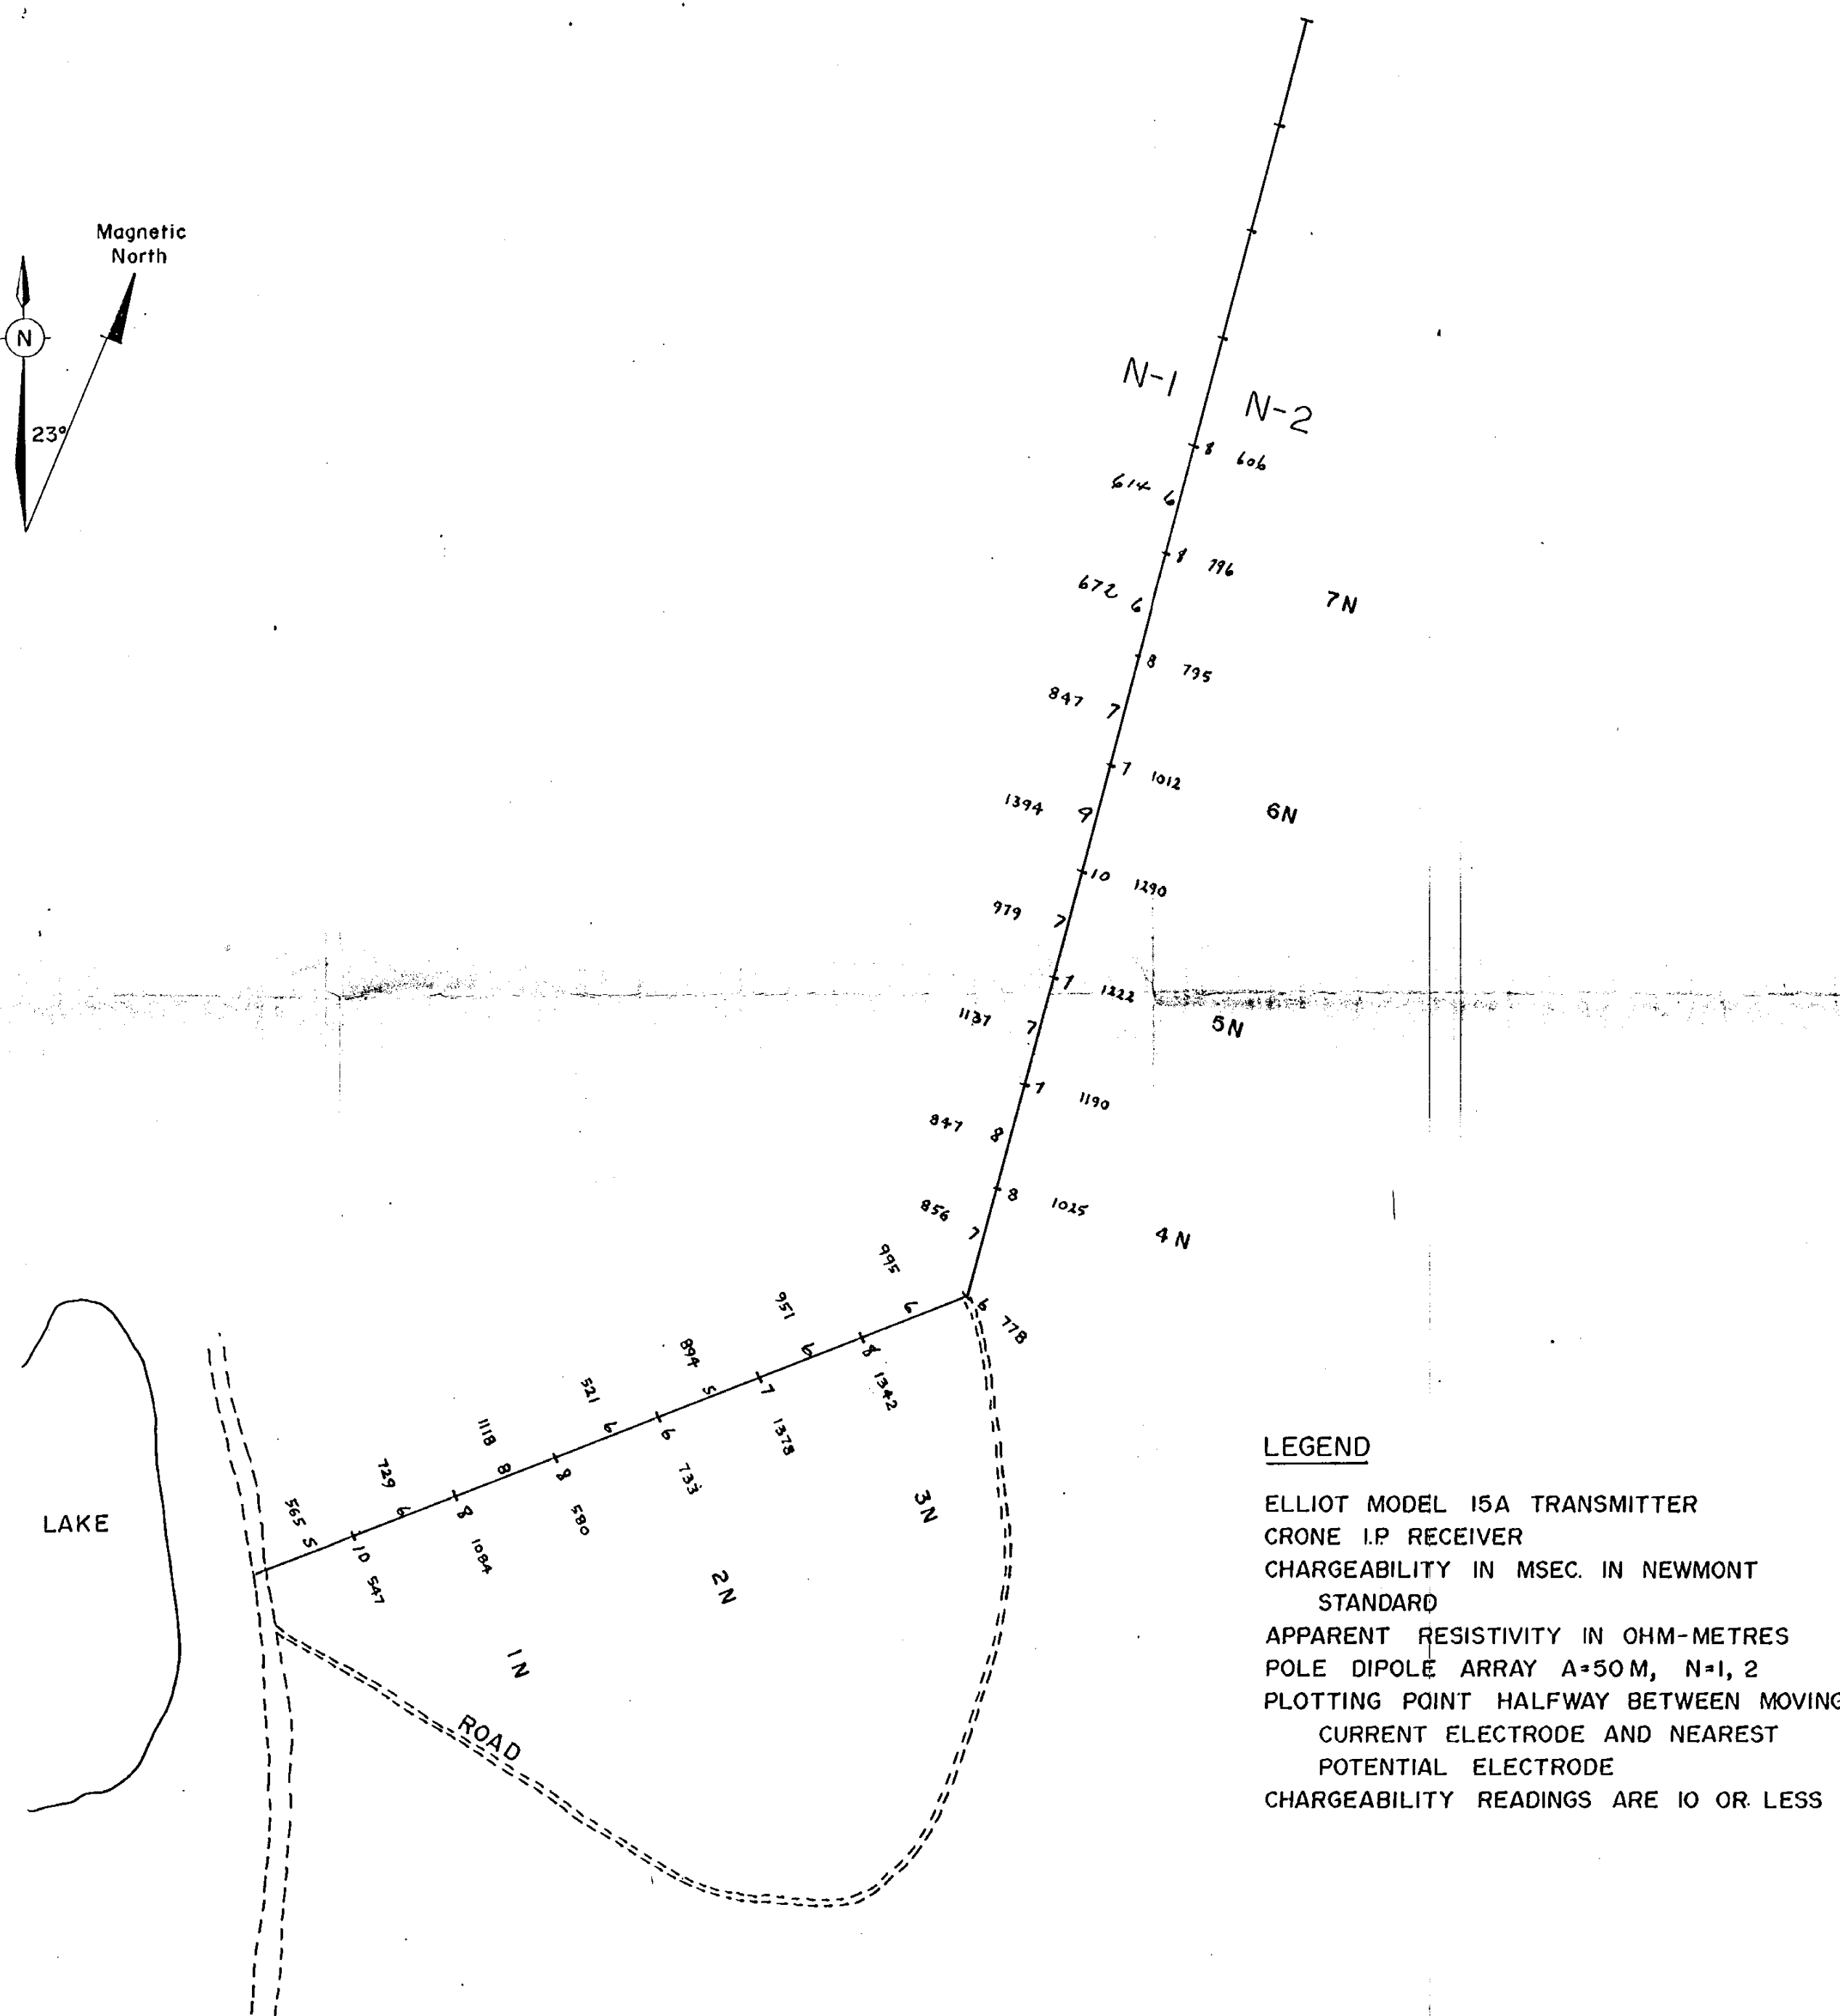 Magnetic
North
N
23°
N-1
N-2
8 606
614 6
8 796
672 6
7N
8 795
847 7
7 1012
1394 9
6N
10 1290
979 7
7 1222
1137 7
5N
7 1190
847 8
8 1025
856 7
4N
995 6
6 778
951 6
8 1342
894 5
7 1378
521 6
6 733
1118 8
8 580
729 6
8 1084
565 5
10 547
3N
2N
1N
LAKE
ROAD
LEGEND
ELLIOT MODEL 15A TRANSMITTER
CRONE I.P. RECEIVER
CHARGEABILITY IN MSEC. IN NEWMONT
STANDARD
APPARENT RESISTIVITY IN OHM-METRES
POLE DIPOLE ARRAY A=50M, N=1, 2
PLOTTING POINT HALFWAY BETWEEN MOVING
CURRENT ELECTRODE AND NEAREST
POTENTIAL ELECTRODE
CHARGEABILITY READINGS ARE 10 OR LESS